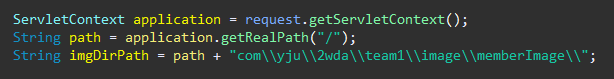 ServletContext application = request.getServletContext();
String path = application.getRealPath("/");
String imgDirPath = path + "com\\yju\\2wda\\team1\\image\\memberImage\\";